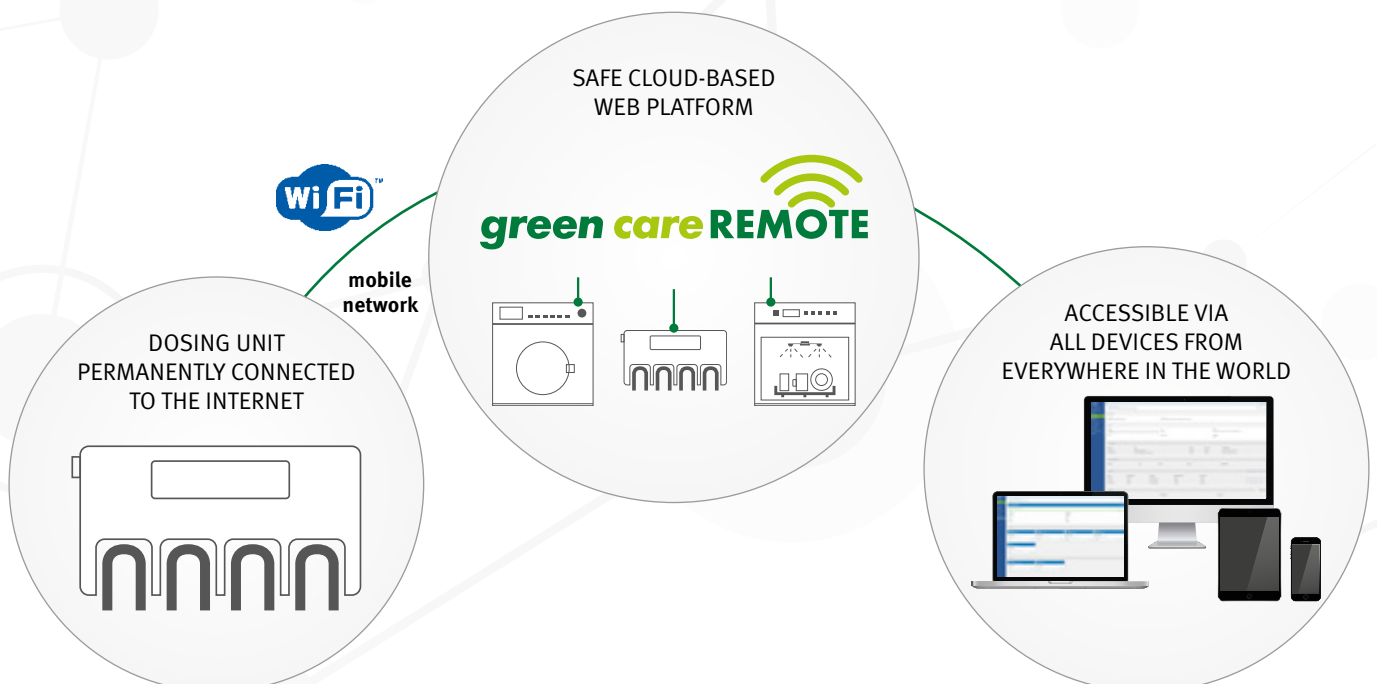 SAFE CLOUD-BASED
WEB PLATFORM
WiFi™
green care REMOTE
mobile
network
DOSING UNIT
PERMANENTLY CONNECTED
TO THE INTERNET
ACCESSIBLE VIA
ALL DEVICES FROM
EVERYWHERE IN THE WORLD